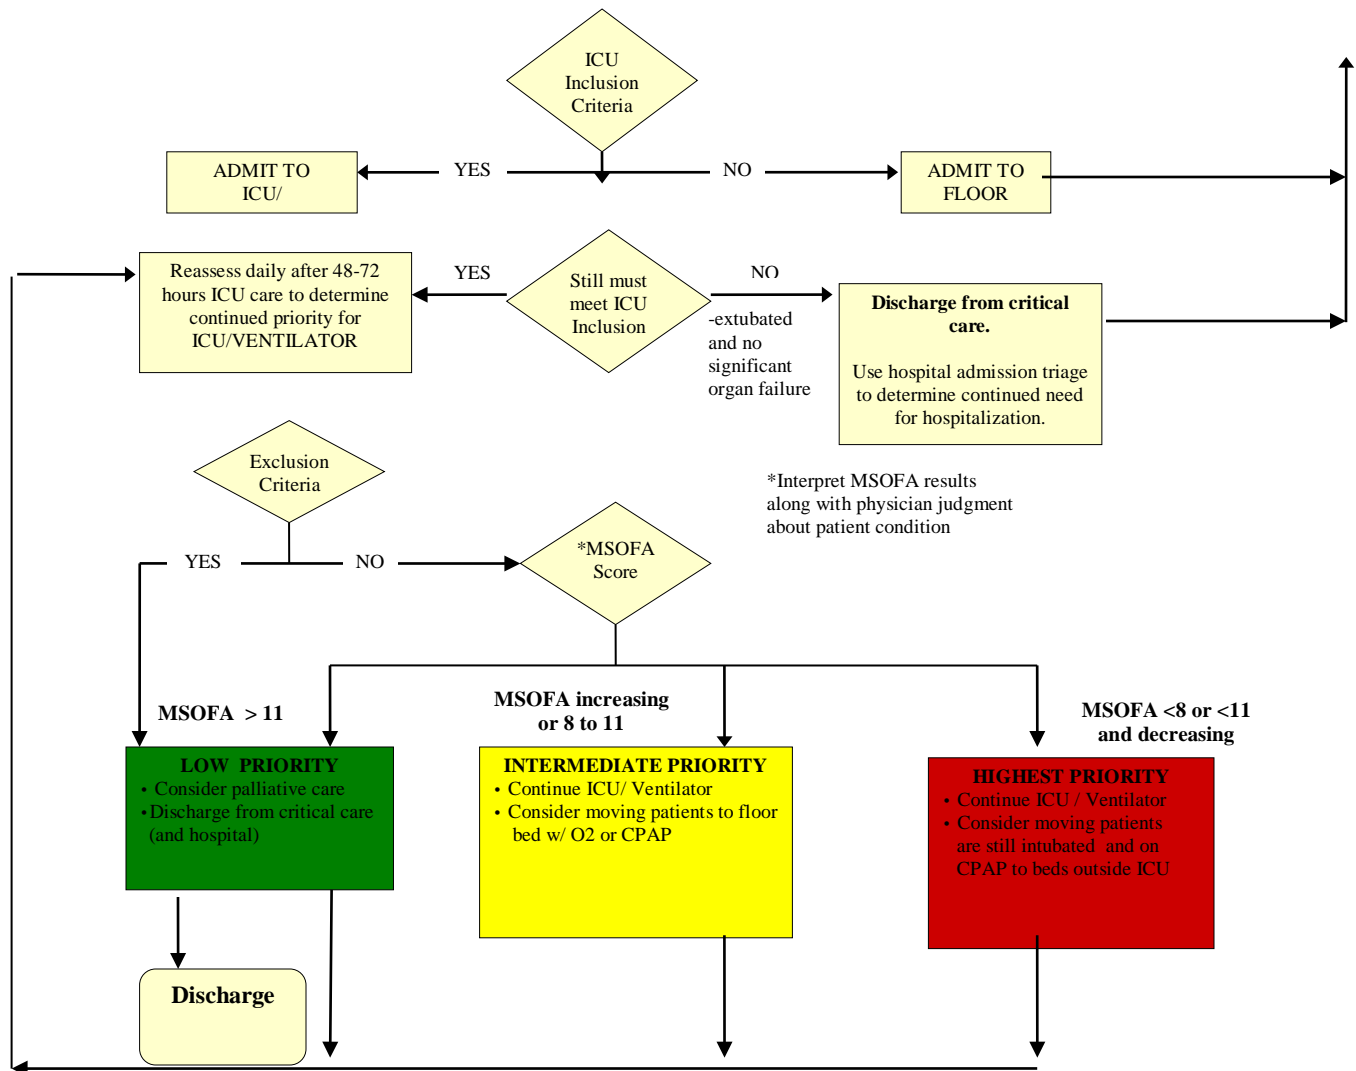 ICU
Inclusion
Criteria
ADMIT TO
ICU/
YES
NO
ADMIT TO
FLOOR
Reassess daily after 48-72
hours ICU care to determine
continued priority for
ICU/VENTILATOR
YES
Still must
meet ICU
Inclusion
NO
-extubated
and no
significant
organ failure
Discharge from critical
care.
Use hospital admission triage
to determine continued need
for hospitalization.
Exclusion
Criteria
*Interpret MSOFA results
along with physician judgment
about patient condition
YES
NO
*MSOFA
Score
MSOFA > 11
MSOFA increasing
or 8 to 11
MSOFA <8 or <11
and decreasing
LOW PRIORITY
• Consider palliative care
• Discharge from critical care
(and hospital)
INTERMEDIATE PRIORITY
• Continue ICU/ Ventilator
• Consider moving patients to floor
bed w/ O2 or CPAP
HIGHEST PRIORITY
• Continue ICU / Ventilator
• Consider moving patients
are still intubated and on
CPAP to beds outside ICU
Discharge